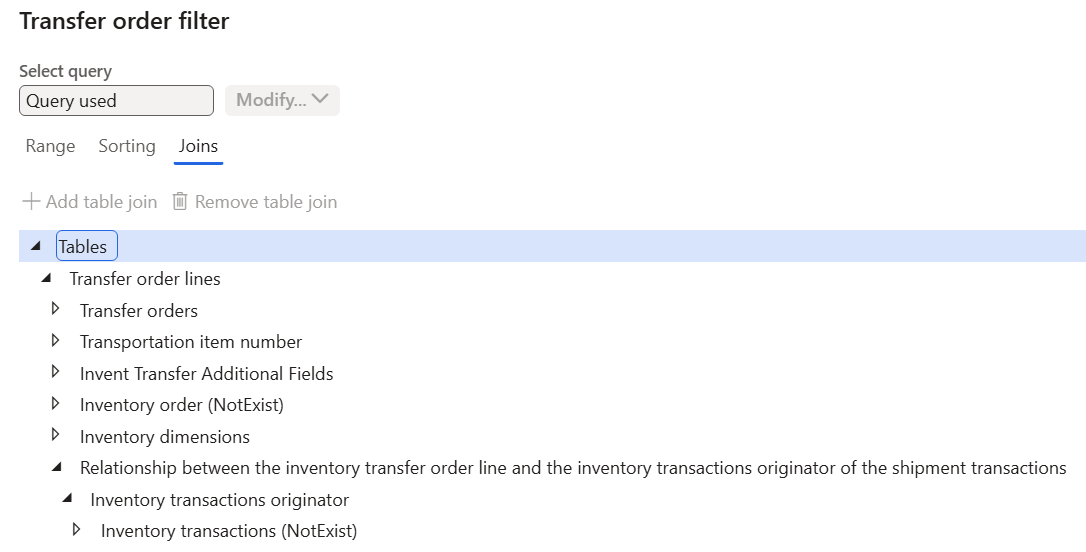 Transfer order filter
Select query
Query used
Modify...
Range Sorting Joins
Add table join Remove table join
Tables
Transfer order lines
Transfer orders
Transportation item number
Invent Transfer Additional Fields
Inventory order (NotExist)
Inventory dimensions
Relationship between the inventory transfer order line and the inventory transactions originator of the shipment transactions
Inventory transactions originator
Inventory transactions (NotExist)